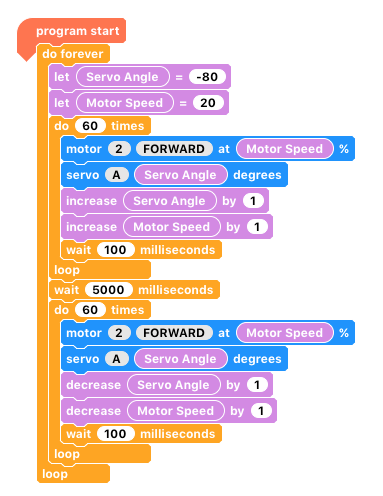 program start
do forever
let Servo Angle = -80
let Motor Speed = 20
do 60 times
motor 2 FORWARD at Motor Speed %
servo A Servo Angle degrees
increase Servo Angle by 1
increase Motor Speed by 1
wait 100 milliseconds
loop
wait 5000 milliseconds
do 60 times
motor 2 FORWARD at Motor Speed %
servo A Servo Angle degrees
decrease Servo Angle by 1
decrease Motor Speed by 1
wait 100 milliseconds
loop
loop